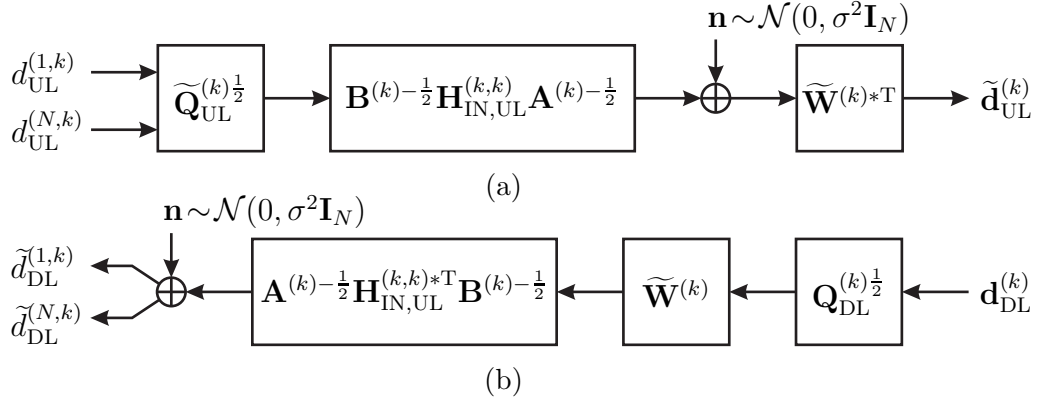 n ∼ 𝒩(0, σ²I_N)
d_UL^(1,k)
d_UL^(N,k)
Q̃_UL^(k)½ B^(k)−½ H_IN,UL^(k,k) A^(k)−½ W̃^(k)∗T d̃_UL^(k)
(a)
n ∼ 𝒩(0, σ²I_N)
d̃_DL^(1,k)
d̃_DL^(N,k)
A^(k)−½ H_IN,UL^(k,k)∗T B^(k)−½ W̃^(k) Q_DL^(k)½ d_DL^(k)
(b)